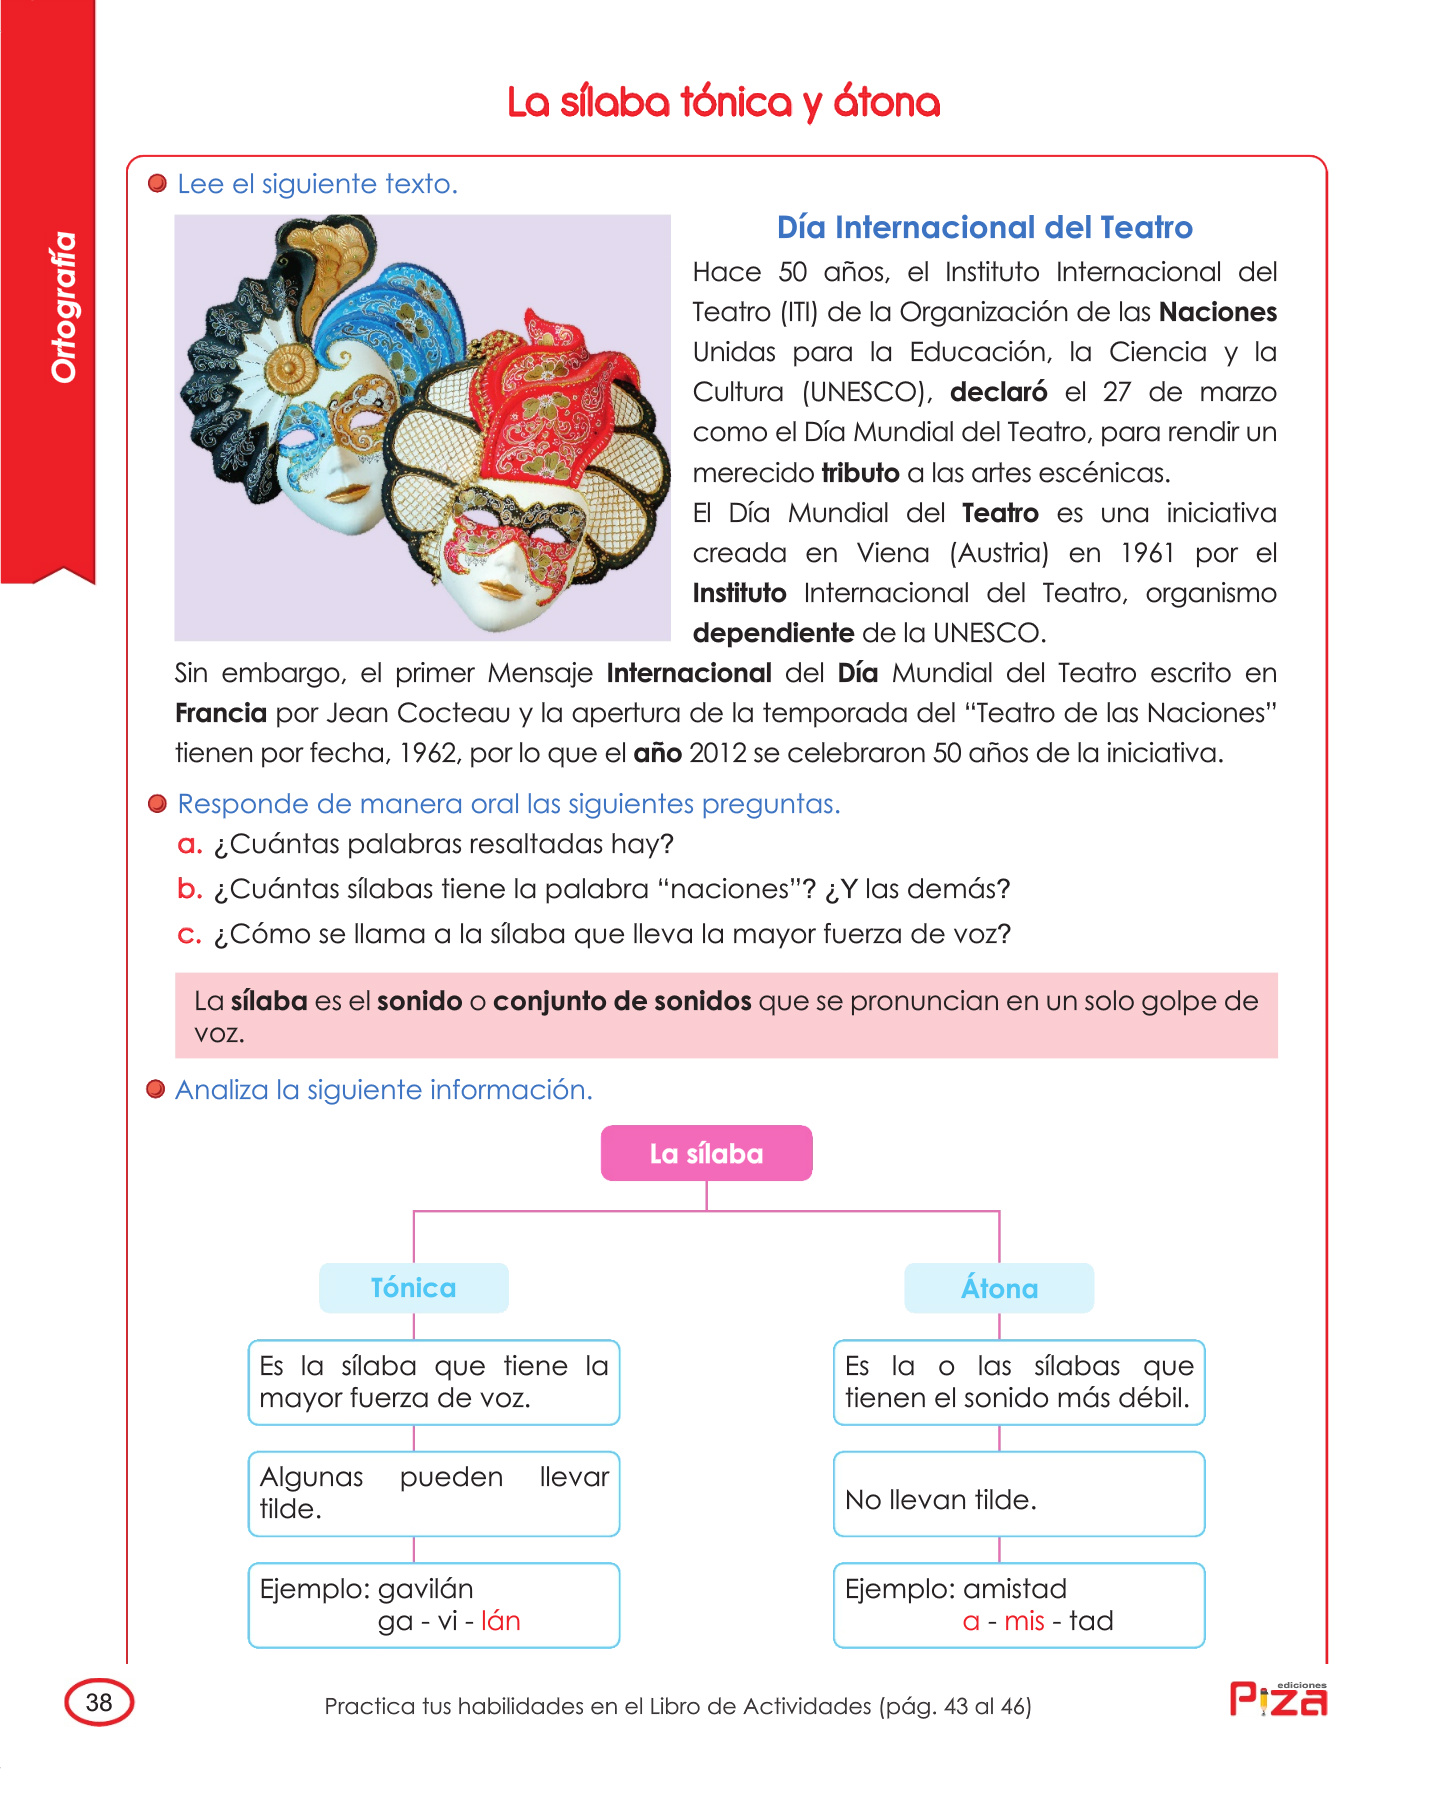 La sílaba tónica y átona
Ortografía
Lee el siguiente texto.
Día Internacional del Teatro
Hace 50 años, el Instituto Internacional del
Teatro (ITI) de la Organización de las Naciones
Unidas para la Educación, la Ciencia y la
Cultura (UNESCO), declaró el 27 de marzo
como el Día Mundial del Teatro, para rendir un
merecido tributo a las artes escénicas.
El Día Mundial del Teatro es una iniciativa
creada en Viena (Austria) en 1961 por el
Instituto Internacional del Teatro, organismo
dependiente de la UNESCO.
Sin embargo, el primer Mensaje Internacional del Día Mundial del Teatro escrito en
Francia por Jean Cocteau y la apertura de la temporada del “Teatro de las Naciones”
tienen por fecha, 1962, por lo que el año 2012 se celebraron 50 años de la iniciativa.
Responde de manera oral las siguientes preguntas.
a. ¿Cuántas palabras resaltadas hay?
b. ¿Cuántas sílabas tiene la palabra “naciones”? ¿Y las demás?
c. ¿Cómo se llama a la sílaba que lleva la mayor fuerza de voz?
La sílaba es el sonido o conjunto de sonidos que se pronuncian en un solo golpe de
voz.
Analiza la siguiente información.
La sílaba
Tónica
Es la sílaba que tiene la
mayor fuerza de voz.
Algunas pueden llevar
tilde.
Ejemplo: gavilán
ga - vi - lán
Átona
Es la o las sílabas que
tienen el sonido más débil.
No llevan tilde.
Ejemplo: amistad
a - mis - tad
38
Practica tus habilidades en el Libro de Actividades (pág. 43 al 46)
ediciones
Piza